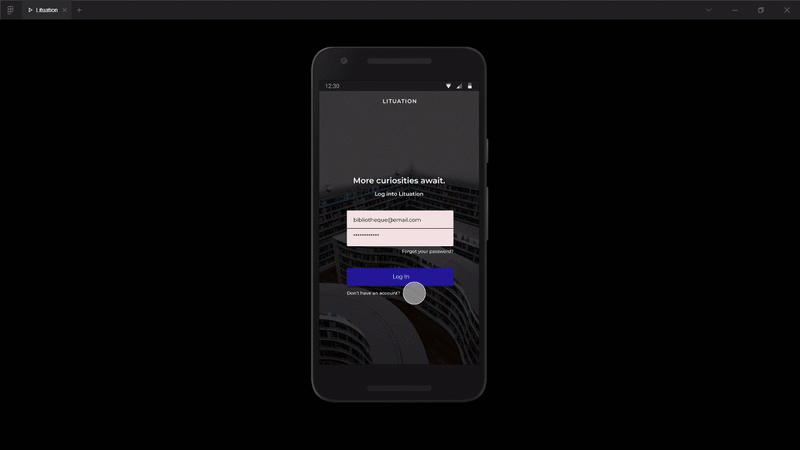 Lituation
12:30
LITUATION
More curiosities await.
Log into Lituation
bibliotheque@email.com
••••••••••••
Forgot your password?
Log In
Don't have an account?